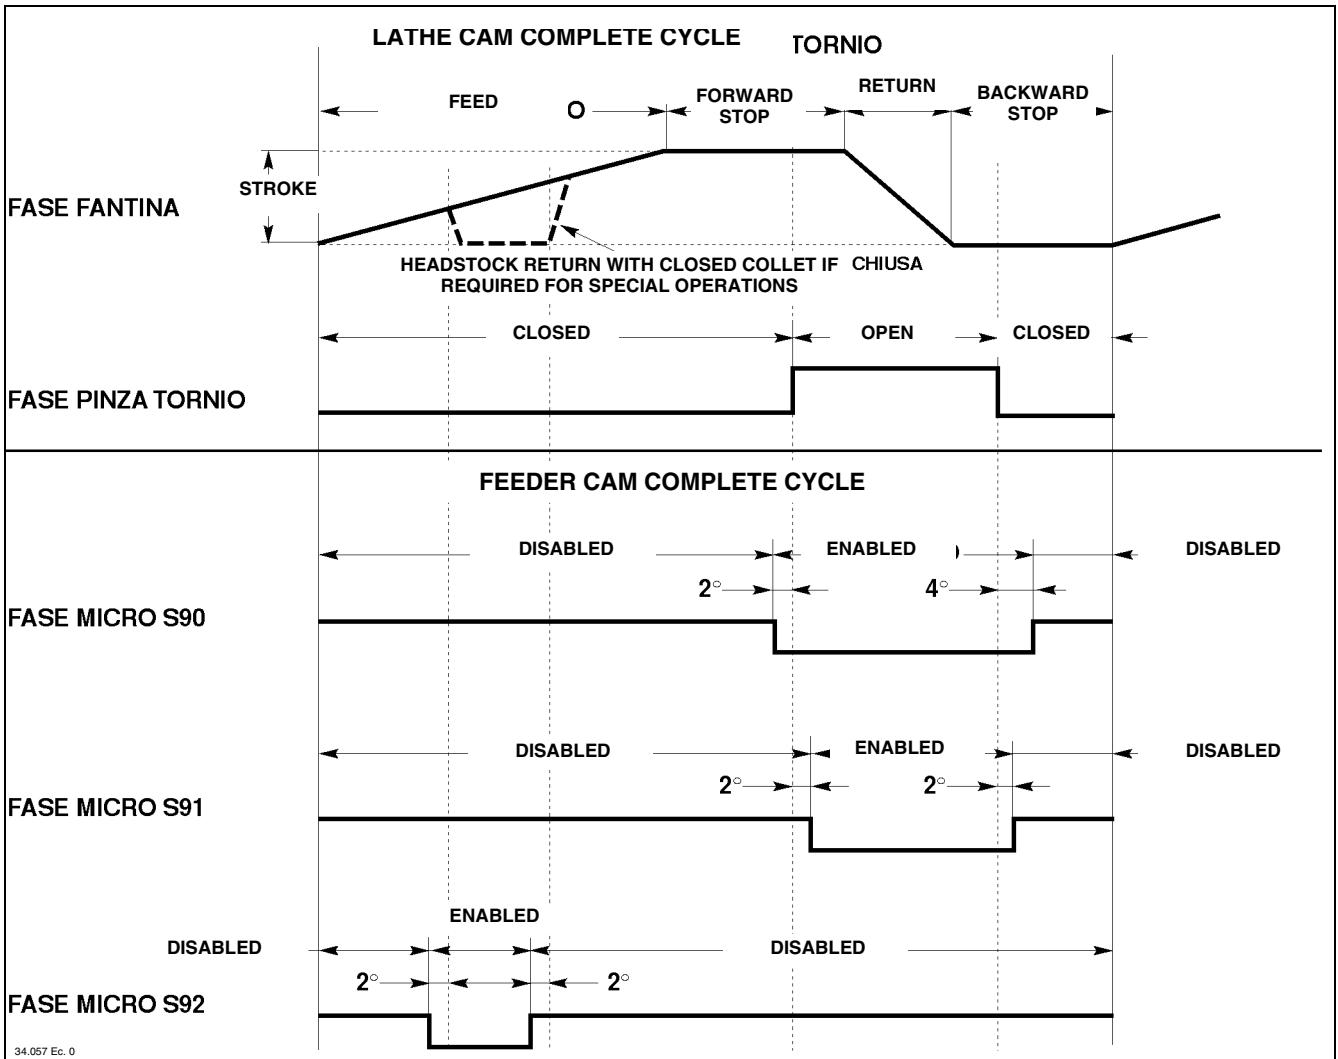 LATHE CAM COMPLETE CYCLE TORNIO
FEED O FORWARD STOP RETURN BACKWARD STOP
STROKE
FASE FANTINA
HEADSTOCK RETURN WITH CLOSED COLLET IF CHIUSA
REQUIRED FOR SPECIAL OPERATIONS
CLOSED OPEN CLOSED
FASE PINZA TORNIO
FEEDER CAM COMPLETE CYCLE
DISABLED ENABLED DISABLED
2° 4°
FASE MICRO S90
DISABLED ENABLED DISABLED
2° 2°
FASE MICRO S91
ENABLED
DISABLED DISABLED
2° 2°
FASE MICRO S92
34.057 Ec. 0